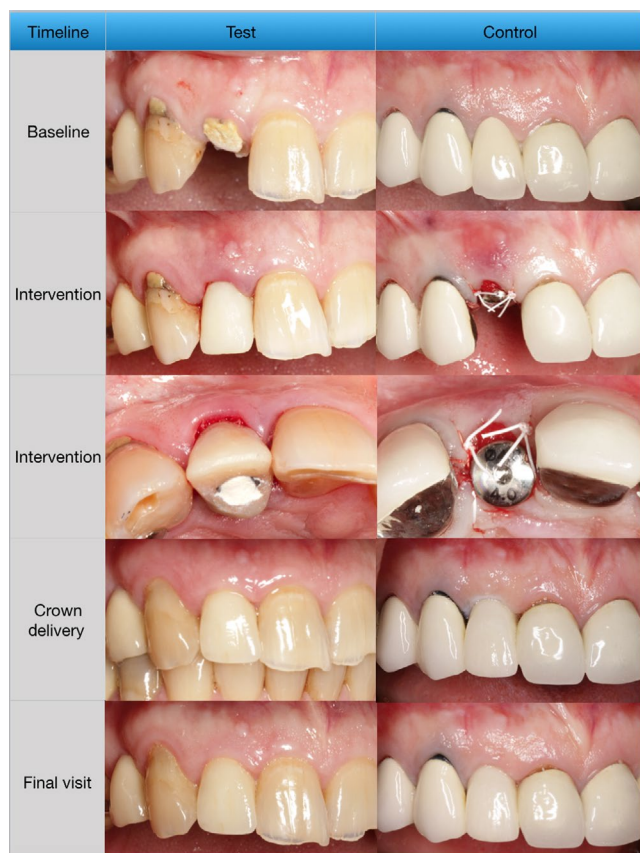 Timeline Test Control
Baseline
Intervention
Intervention
Crown
delivery
Final visit